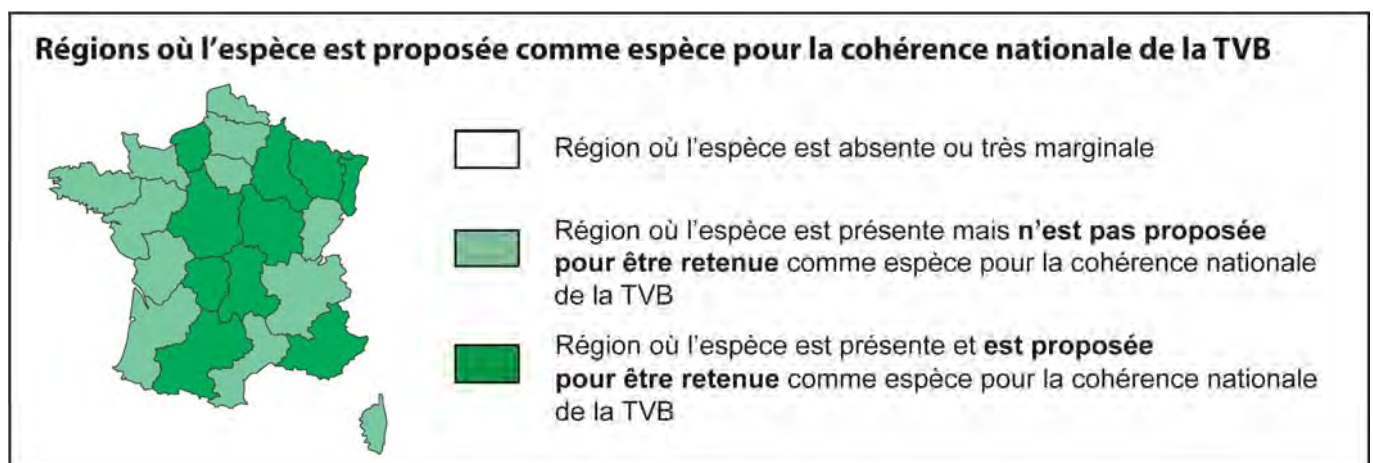 Régions où l'espèce est proposée comme espèce pour la cohérence nationale de la TVB
Région où l'espèce est absente ou très marginale
Région où l'espèce est présente mais n'est pas proposée
pour être retenue comme espèce pour la cohérence nationale
de la TVB
Région où l'espèce est présente et est proposée
pour être retenue comme espèce pour la cohérence nationale
de la TVB